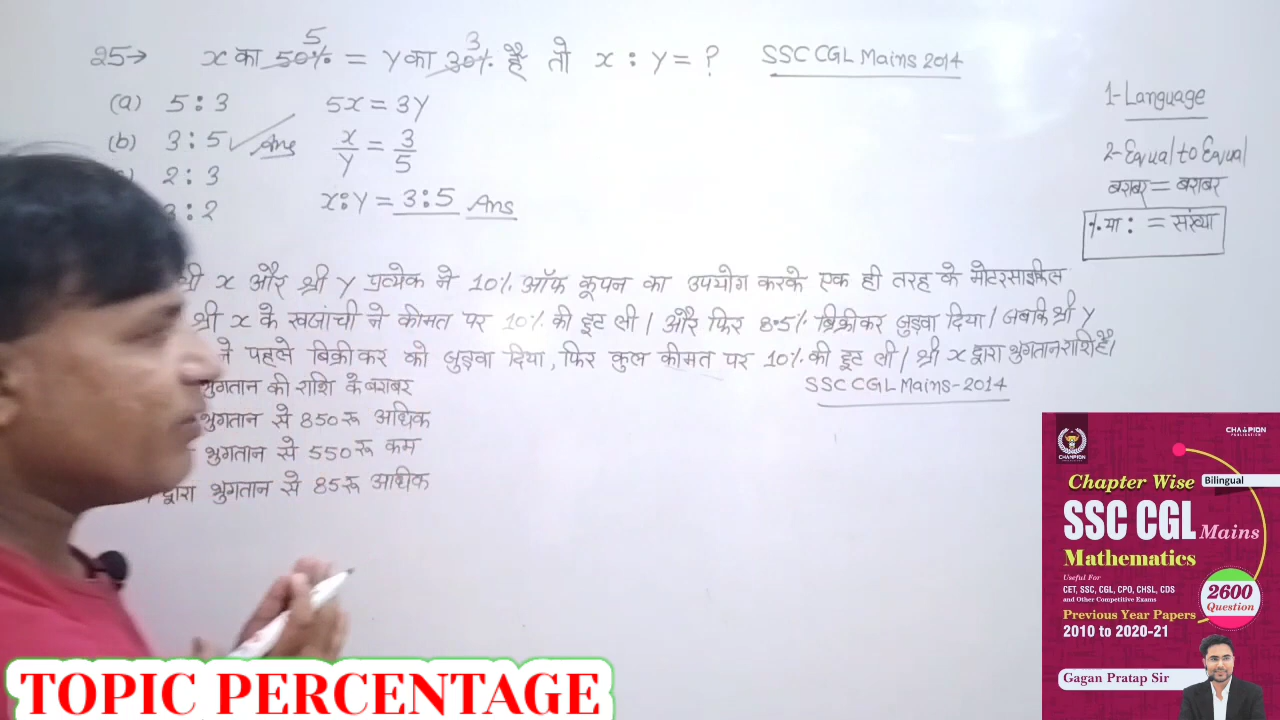 25→ x का 50% = y का 30% है तो x : y = ? SSC CGL Mains 2014
5 3
(a) 5 : 3 5x = 3y
(b) 3 : 5 ✓ Ans x/y = 3/5
2 : 3
3 : 2 x:y = 3:5 Ans
1-Language
2-Equal to Equal
बराबर = बराबर
% या : = संख्या
श्री x और श्री y प्रत्येक ने 10% ऑफ कूपन का उपयोग करके एक ही तरह के मोटरसाईकिल
श्री x के खजांची ने कीमत पर 10% की छूट ली / और फिर 8.5% बिक्रीकर जुड़वा दिया / जबकि श्री y
ने पहले बिक्रीकर को जुड़वा दिया, फिर कुल कीमत पर 10% की छूट ली / श्री x द्वारा भुगतान राशि है/
भुगतान की राशि के बराबर SSC CGL Mains-2014
भुगतान से 850रू अधिक
भुगतान से 550रू कम
द्वारा भुगतान से 85रू अधिक
CHAMPION
PUBLICATION
CHAMPION
Chapter Wise Bilingual
SSC CGL Mains
Mathematics
Useful For
CET, SSC, CGL, CPO, CHSL, CDS
and Other Competitive Exams
Previous Year Papers
2010 to 2020-21
2600
Question
Gagan Pratap Sir
TOPIC PERCENTAGE